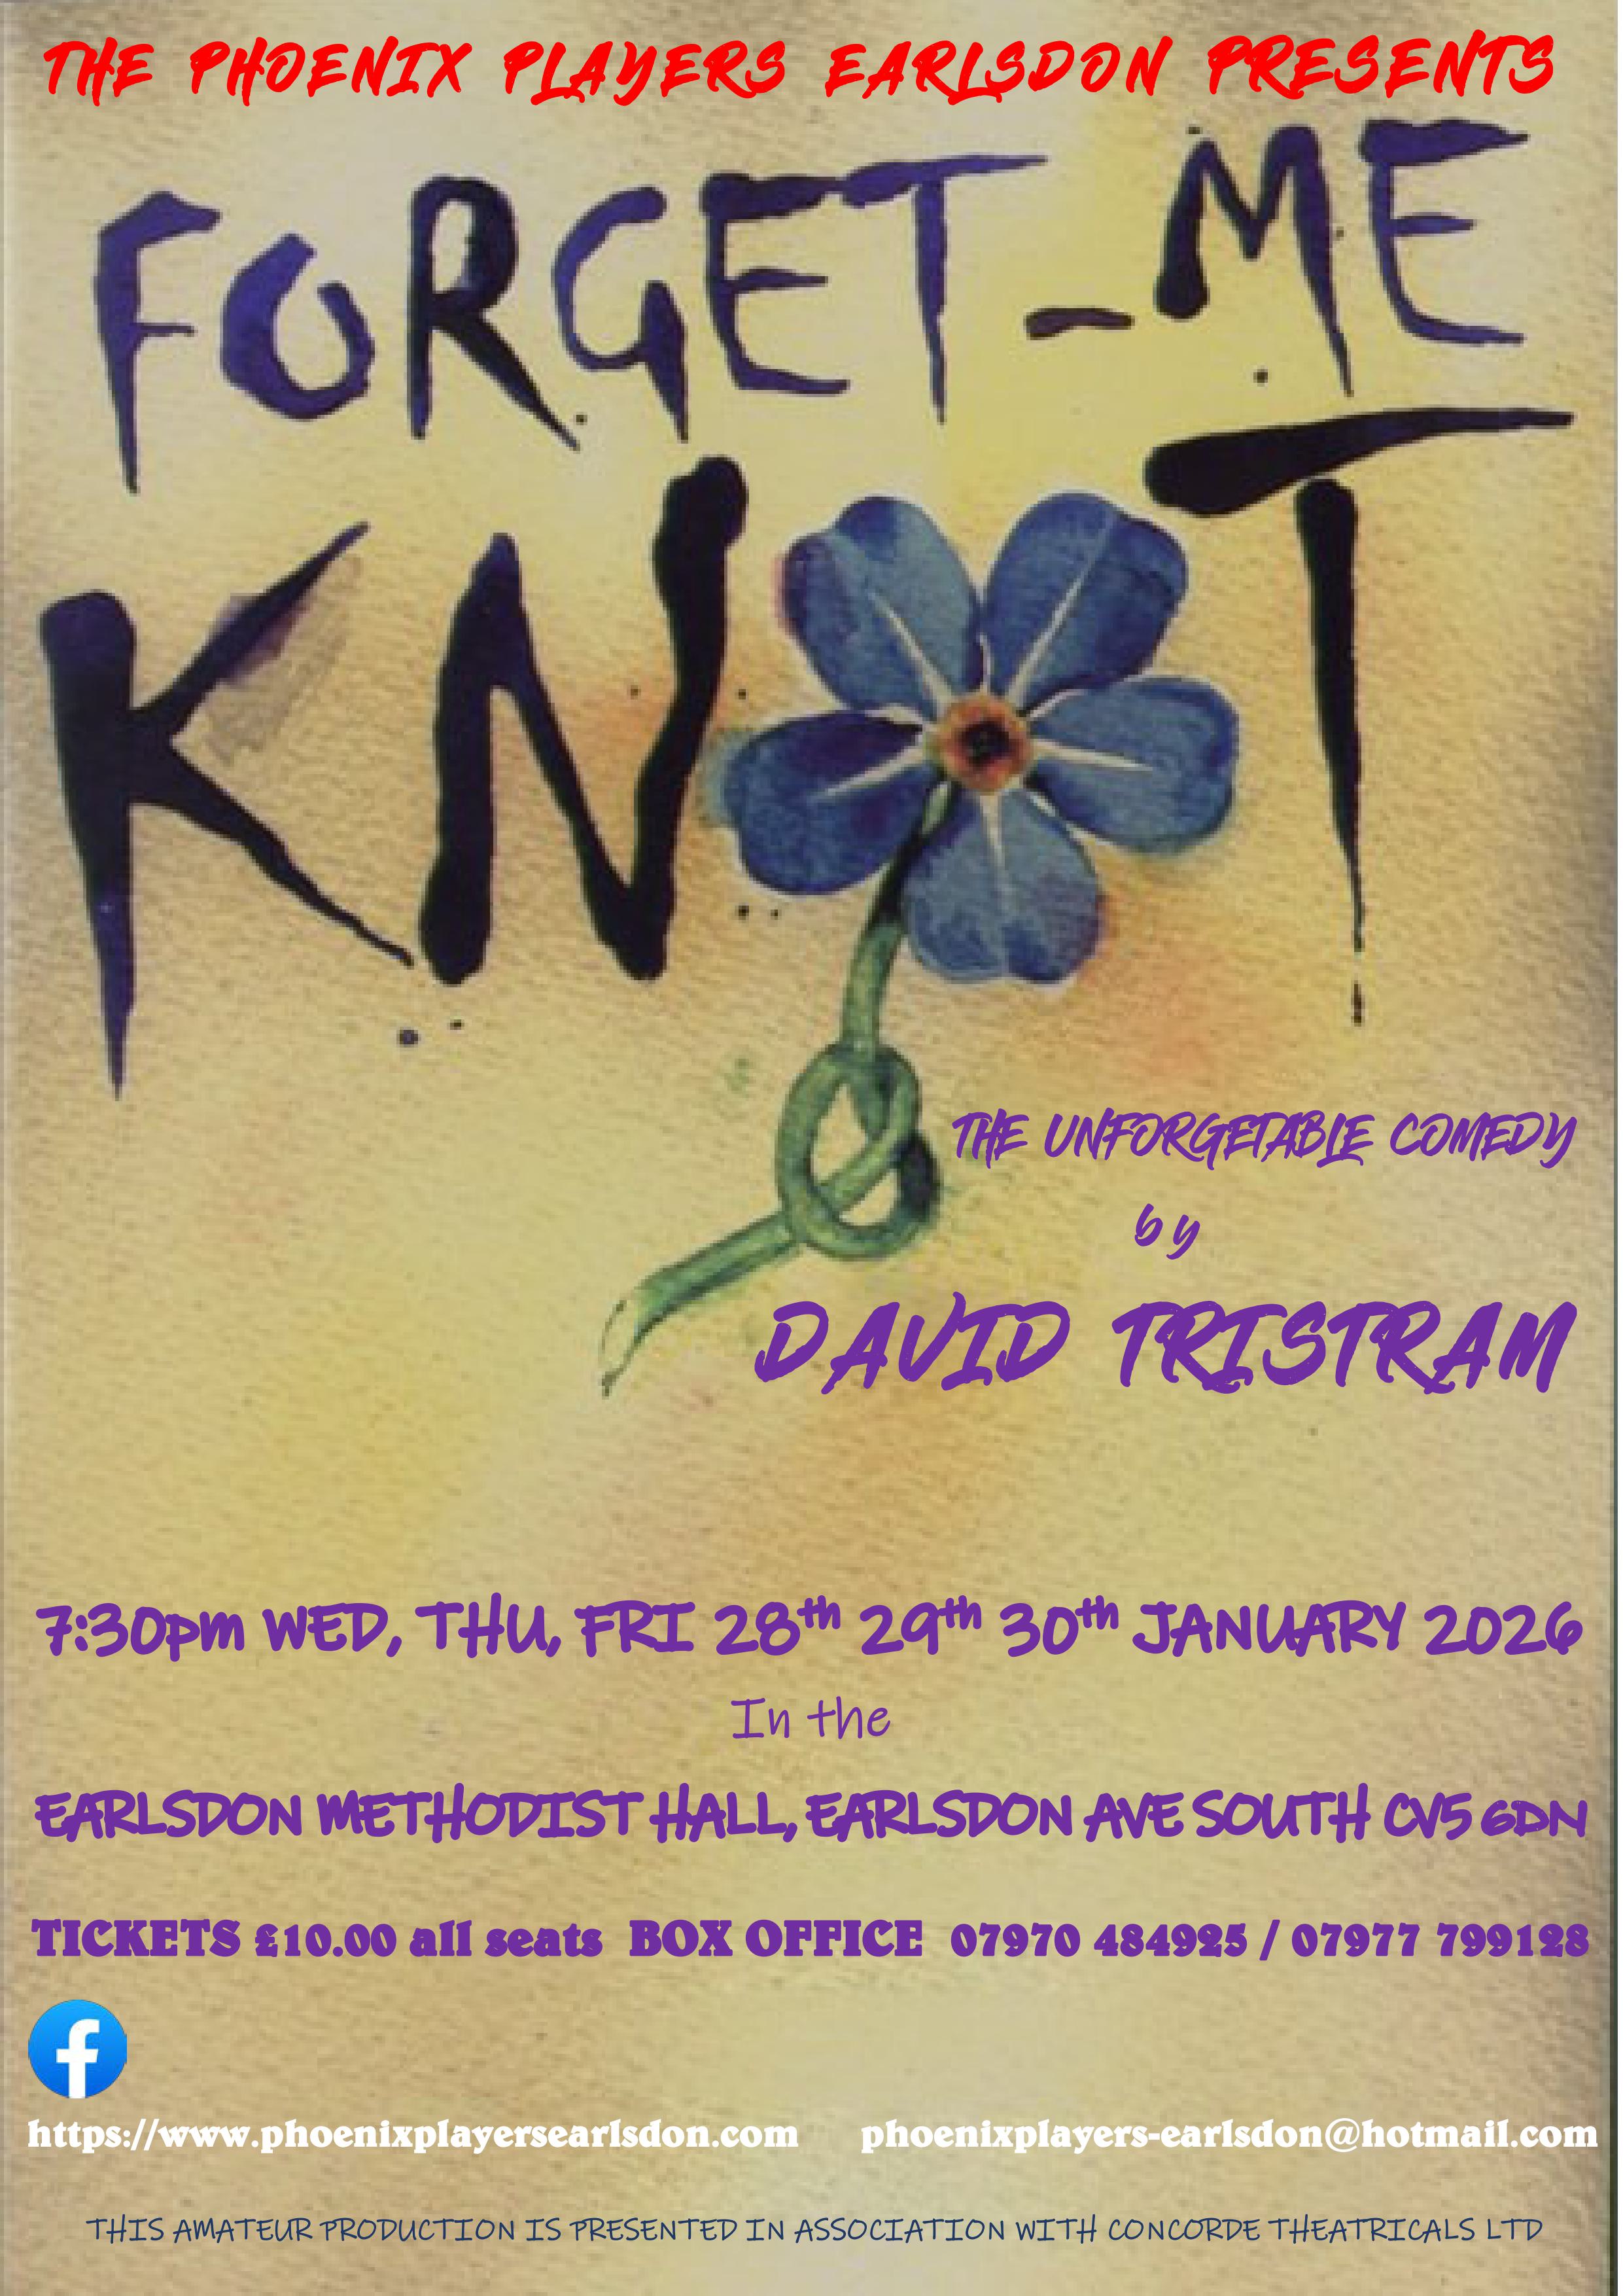 THE PHOENIX PLAYERS EARLSDON PRESENTS
FORGET-ME
KNOT
THE UNFORGETABLE COMEDY
by
DAVID TRISTRAM
7:30pm WED, THU, FRI 28th 29th 30th JANUARY 2026
In the
EARLSDON METHODIST HALL, EARLSDON AVE SOUTH CV5 6DN
TICKETS £10.00 all seats BOX OFFICE 07970 484925 / 07977 799128
f
https://www.phoenixplayersearlsdon.com phoenixplayers-earlsdon@hotmail.com
THIS AMATEUR PRODUCTION IS PRESENTED IN ASSOCIATION WITH CONCORDE THEATRICALS LTD